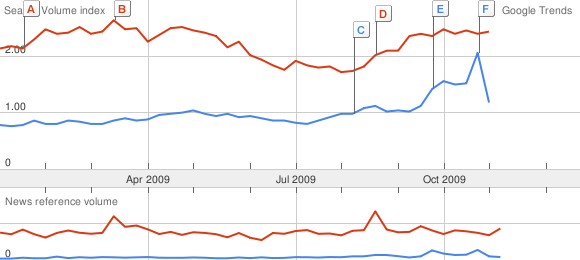 Sea Volume index
Google Trends
A
B
C
D
E
F
2.00
1.00
0
Apr 2009
Jul 2009
Oct 2009
News reference volume
0